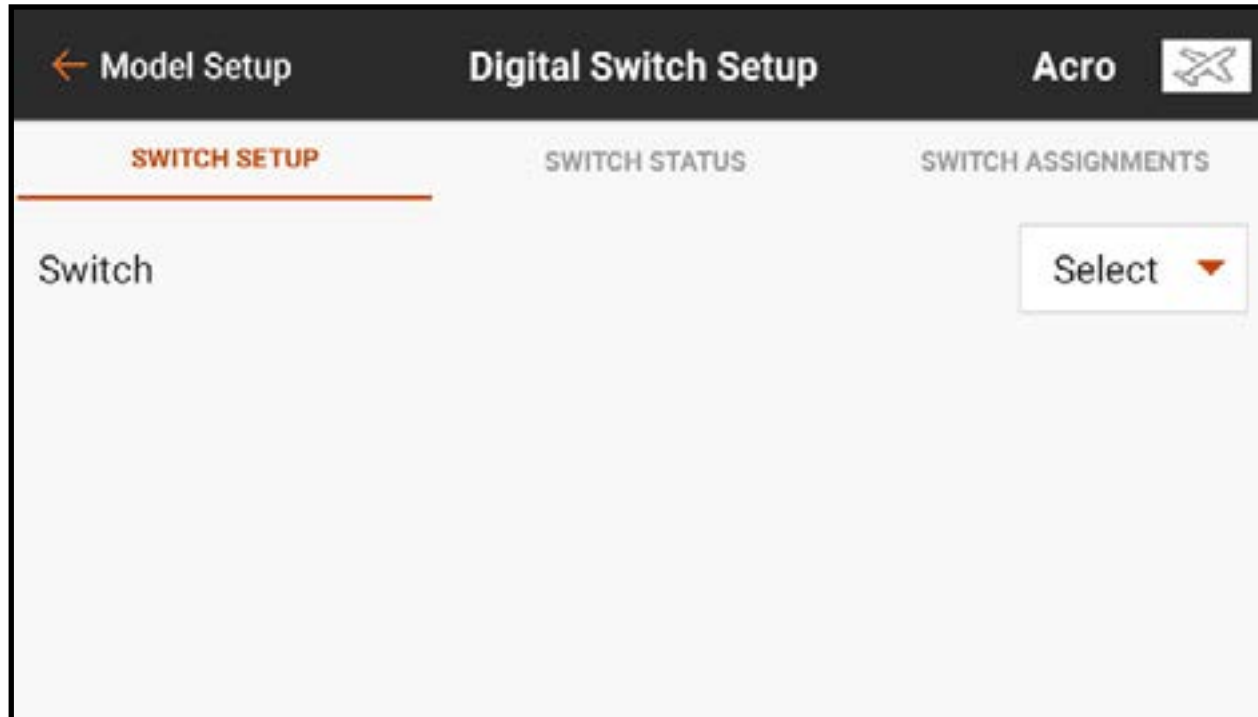 Model Setup Digital Switch Setup Acro
SWITCH SETUP SWITCH STATUS SWITCH ASSIGNMENTS
Switch Select